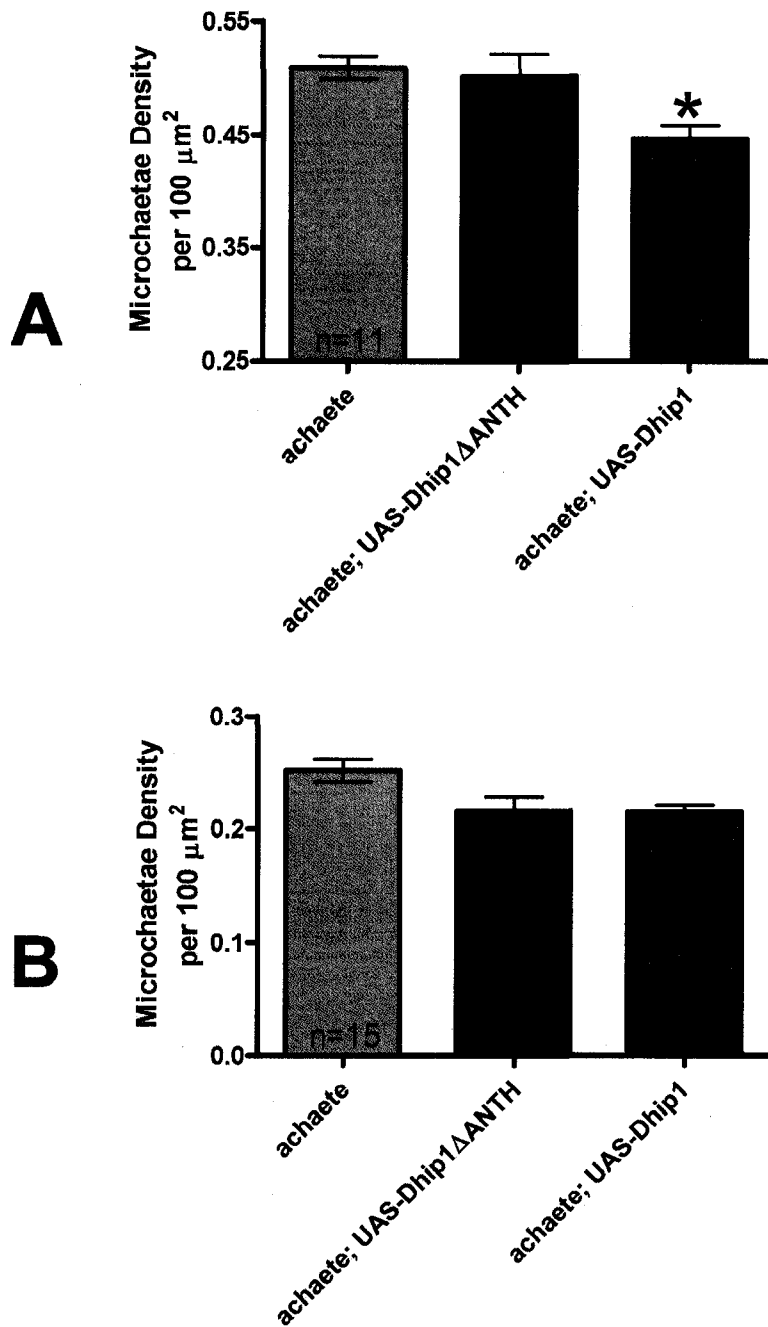 A
Microchaetae Density
per 100 μm²
0.55
0.45
0.35
0.25
*
n=11
achaete
achaete; UAS-Dhip1ΔANTH
achaete; UAS-Dhip1
B
Microchaetae Density
per 100 μm²
0.3
0.2
0.1
0.0
n=15
achaete
achaete; UAS-Dhip1ΔANTH
achaete; UAS-Dhip1